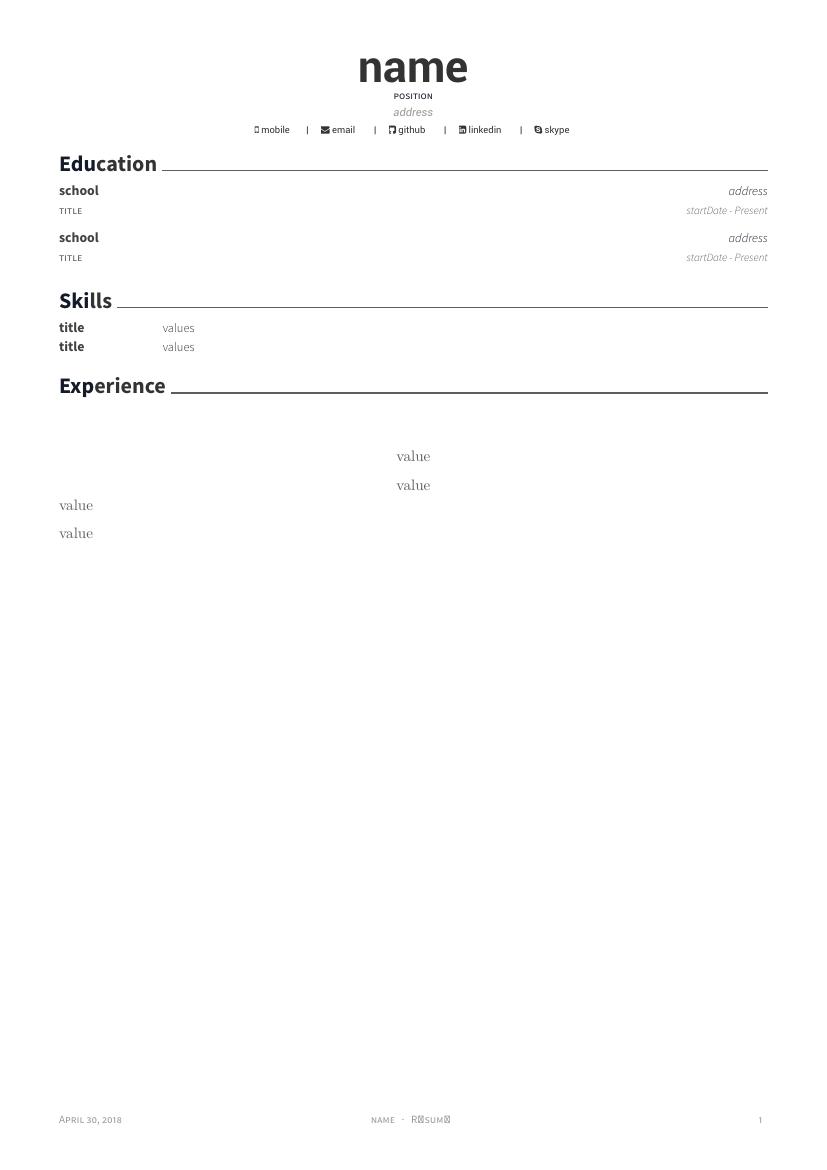 name
POSITION
address
mobile | email | github | linkedin | skype
Education
school address
TITLE startDate - Present
school address
TITLE startDate - Present
Skills
title values
title values
Experience
value
value
value
value
APRIL 30, 2018 NAME · R☒SUM☒ 1